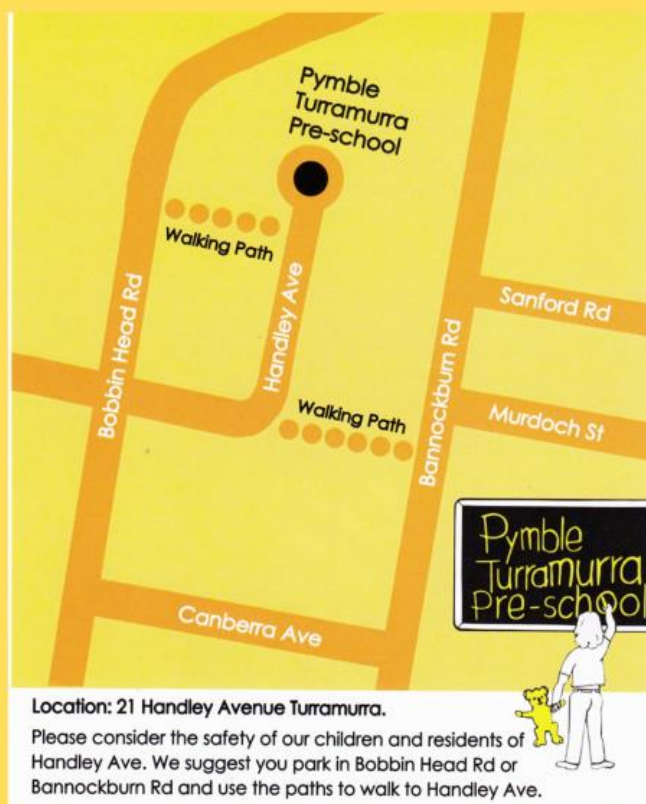 Pymble
Turramurra
Pre-school
Walking Path
Bobbin Head Rd
Handley Ave
Sanford Rd
Bannockburn Rd
Walking Path
Murdoch St
Canberra Ave
Pymble
Turramurra
Pre-school
Location: 21 Handley Avenue Turramurra.
Please consider the safety of our children and residents of
Handley Ave. We suggest you park in Bobbin Head Rd or
Bannockburn Rd and use the paths to walk to Handley Ave.